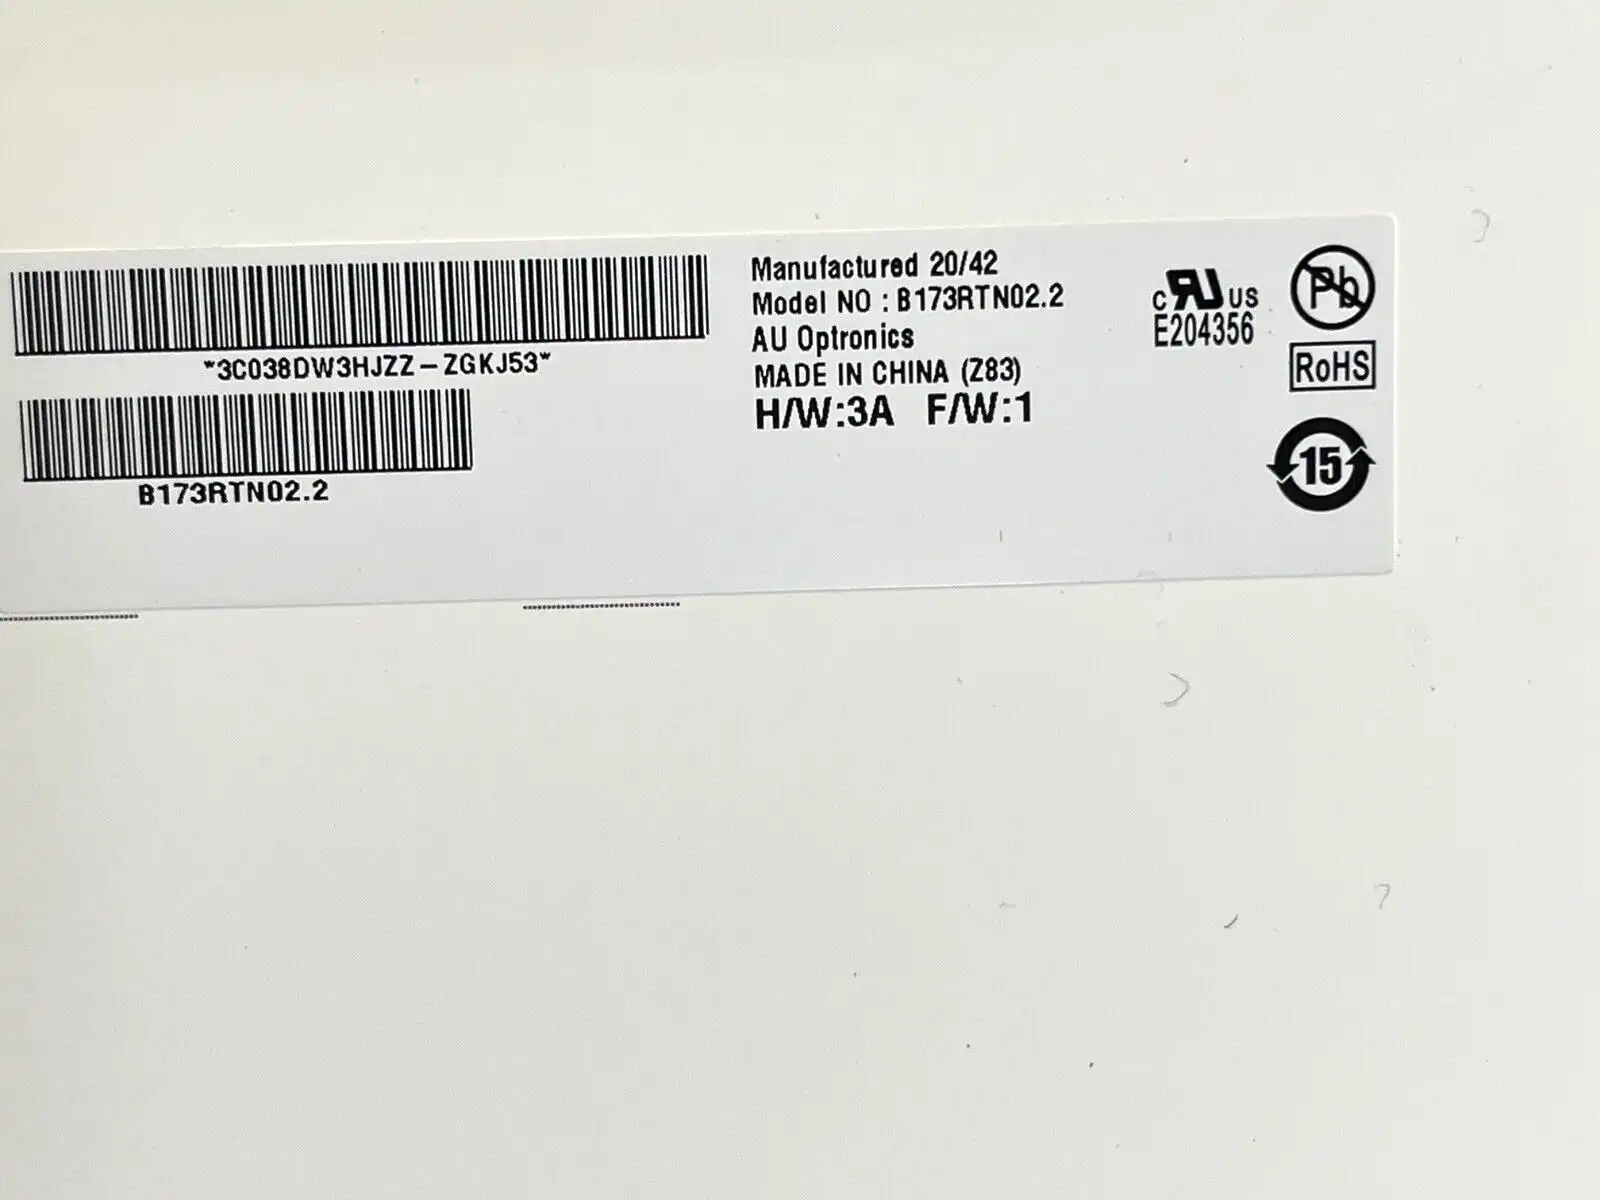 *3C038DW3HJZZ-ZGKJ53*
B173RTN02.2
Manufactured 20/42
Model NO : B173RTN02.2
AU Optronics
MADE IN CHINA (Z83)
H/W:3A F/W:1
c RU US
E204356
Pb
RoHS
15